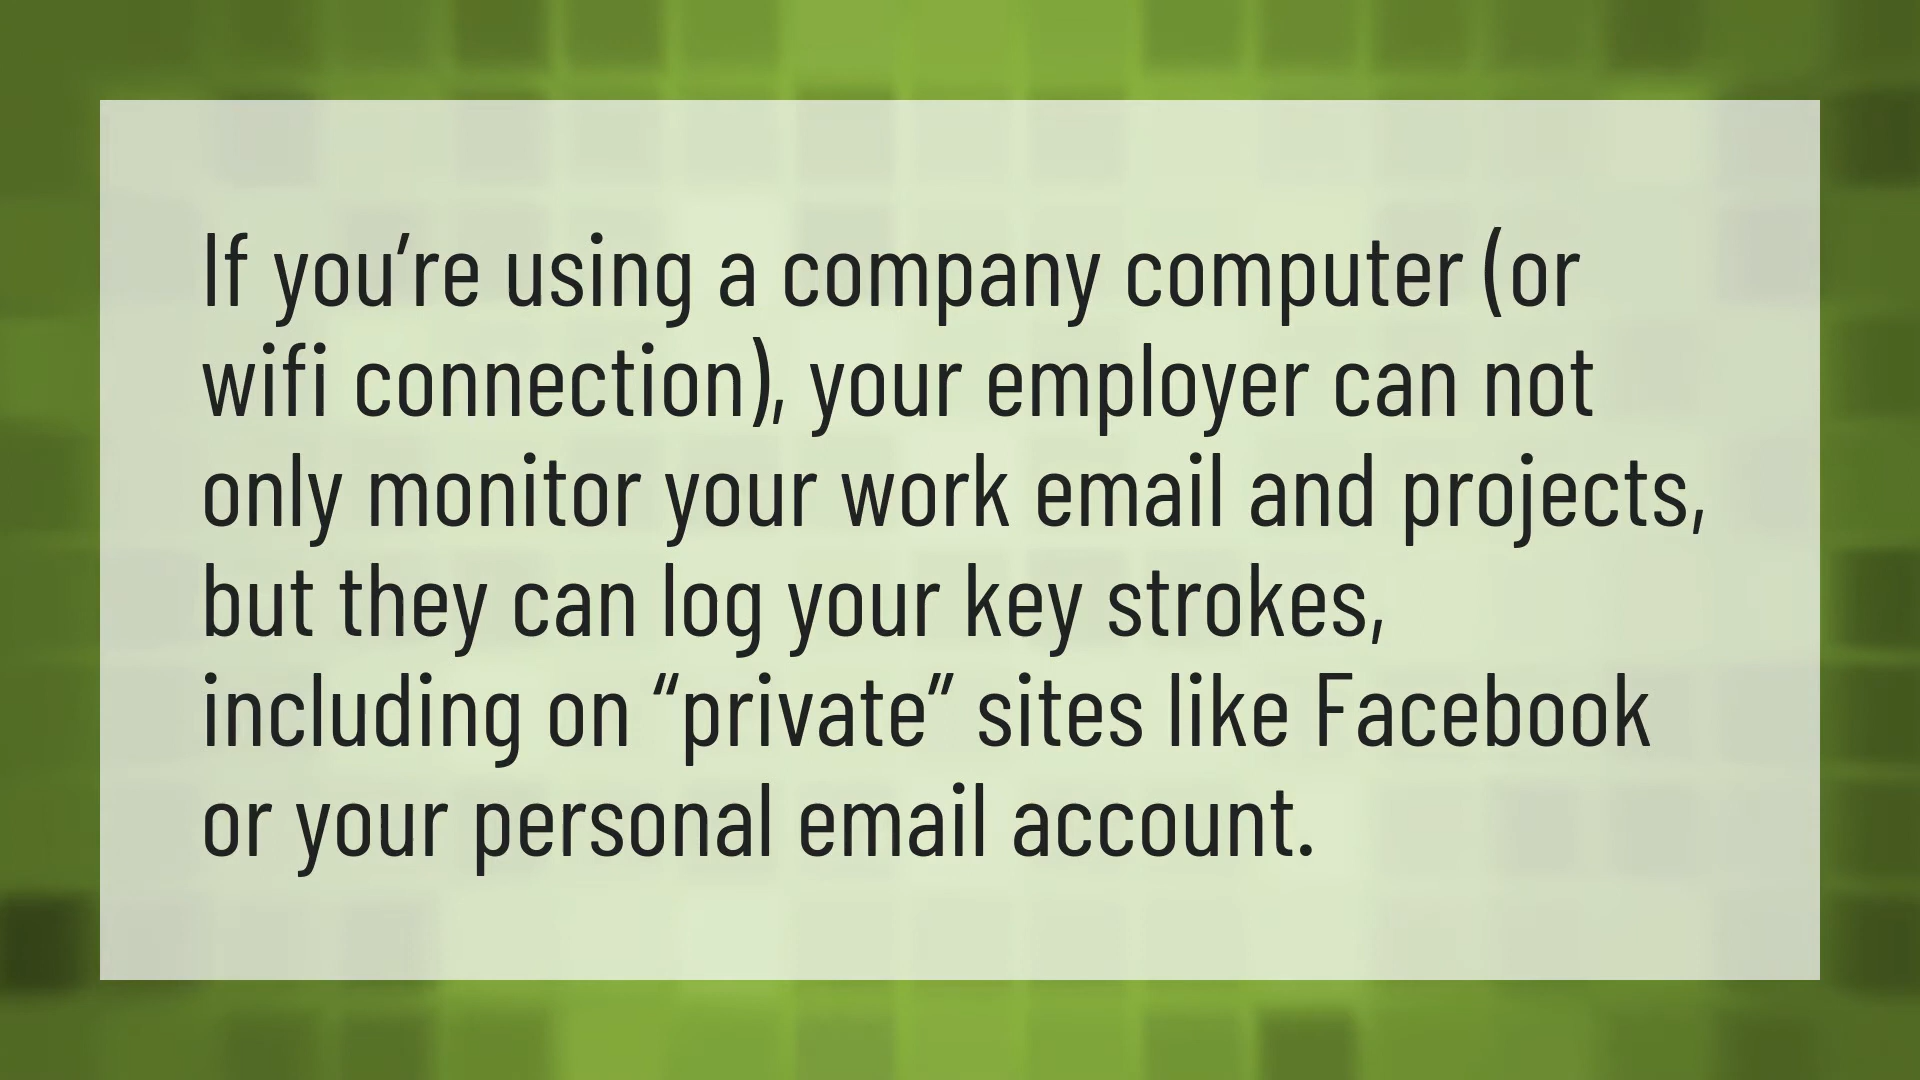 If you’re using a company computer (or
wifi connection), your employer can not
only monitor your work email and projects,
but they can log your key strokes,
including on “private” sites like Facebook
or your personal email account.